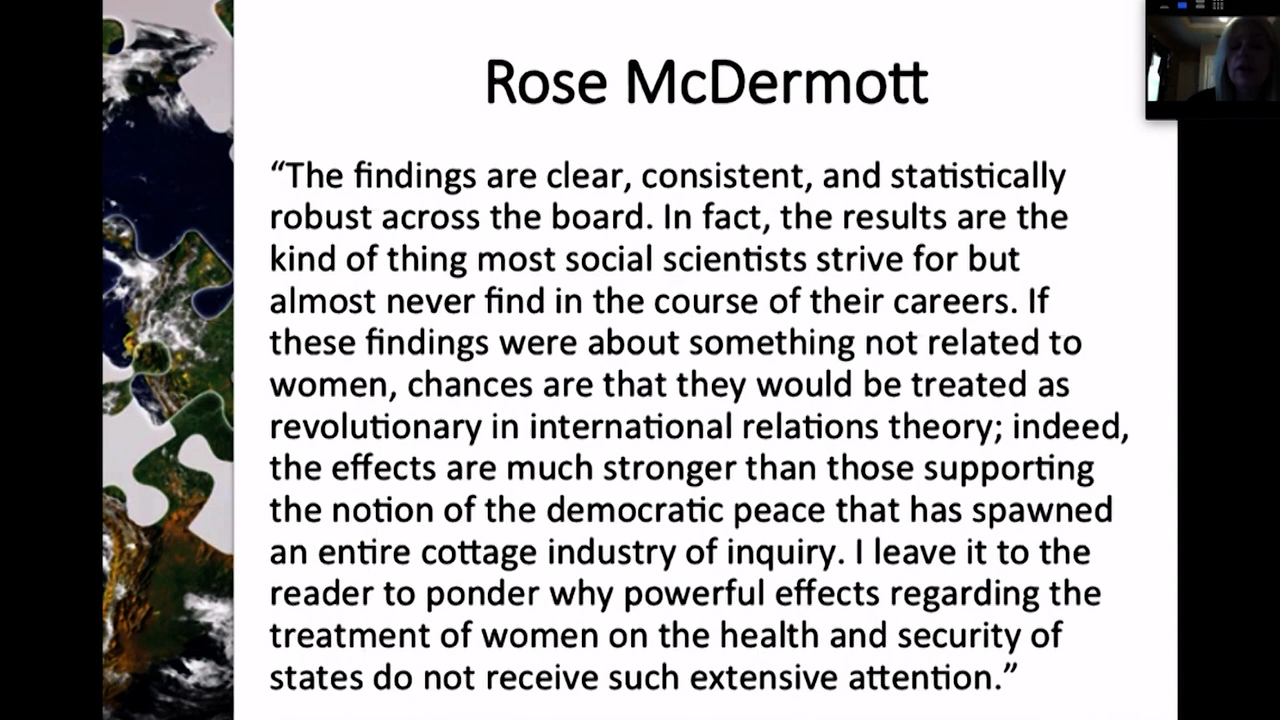 Rose McDermott
“The findings are clear, consistent, and statistically
robust across the board. In fact, the results are the
kind of thing most social scientists strive for but
almost never find in the course of their careers. If
these findings were about something not related to
women, chances are that they would be treated as
revolutionary in international relations theory; indeed,
the effects are much stronger than those supporting
the notion of the democratic peace that has spawned
an entire cottage industry of inquiry. I leave it to the
reader to ponder why powerful effects regarding the
treatment of women on the health and security of
states do not receive such extensive attention.”